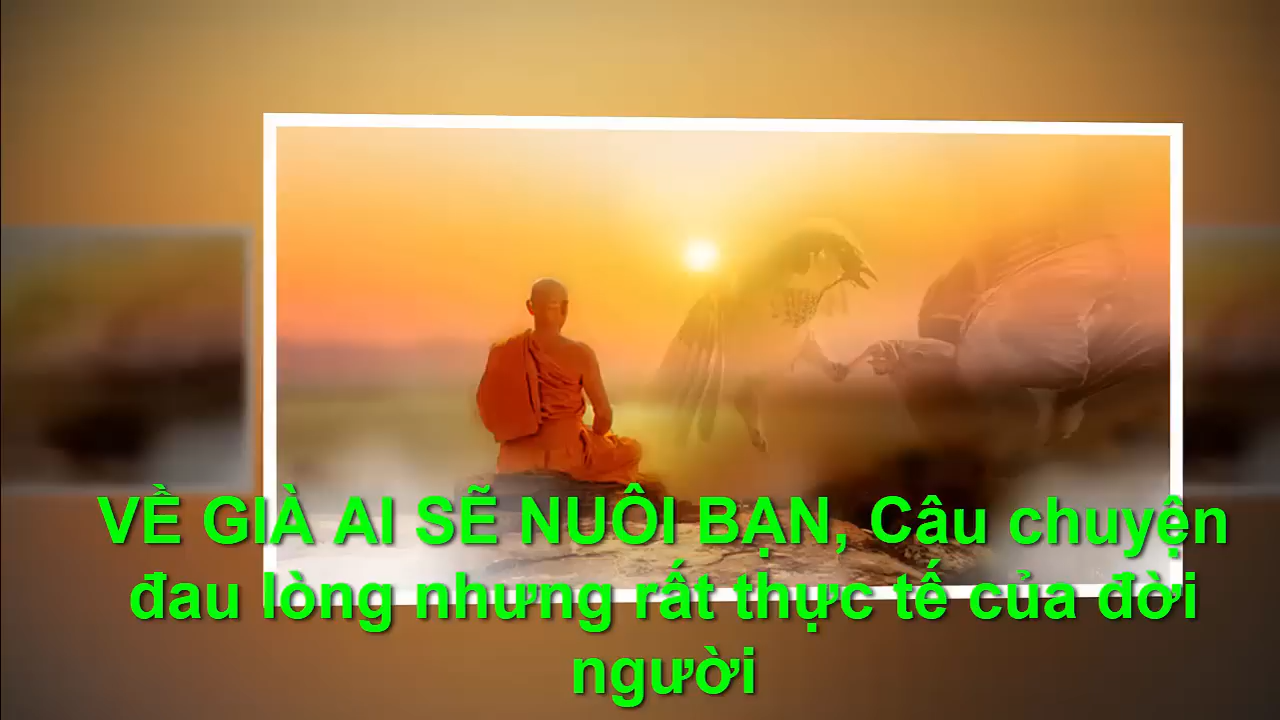 VỀ GIÀ AI SẼ NUÔI BẠN, Câu chuyện
đau lòng nhưng rất thực tế của đời
người